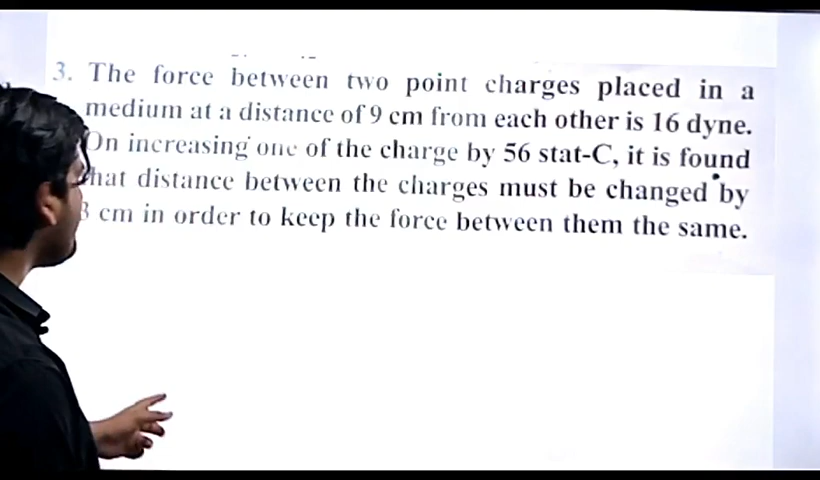 3. The force between two point charges placed in a
medium at a distance of 9 cm from each other is 16 dyne.
On increasing one of the charge by 56 stat-C, it is found
that distance between the charges must be changed by
3 cm in order to keep the force between them the same.